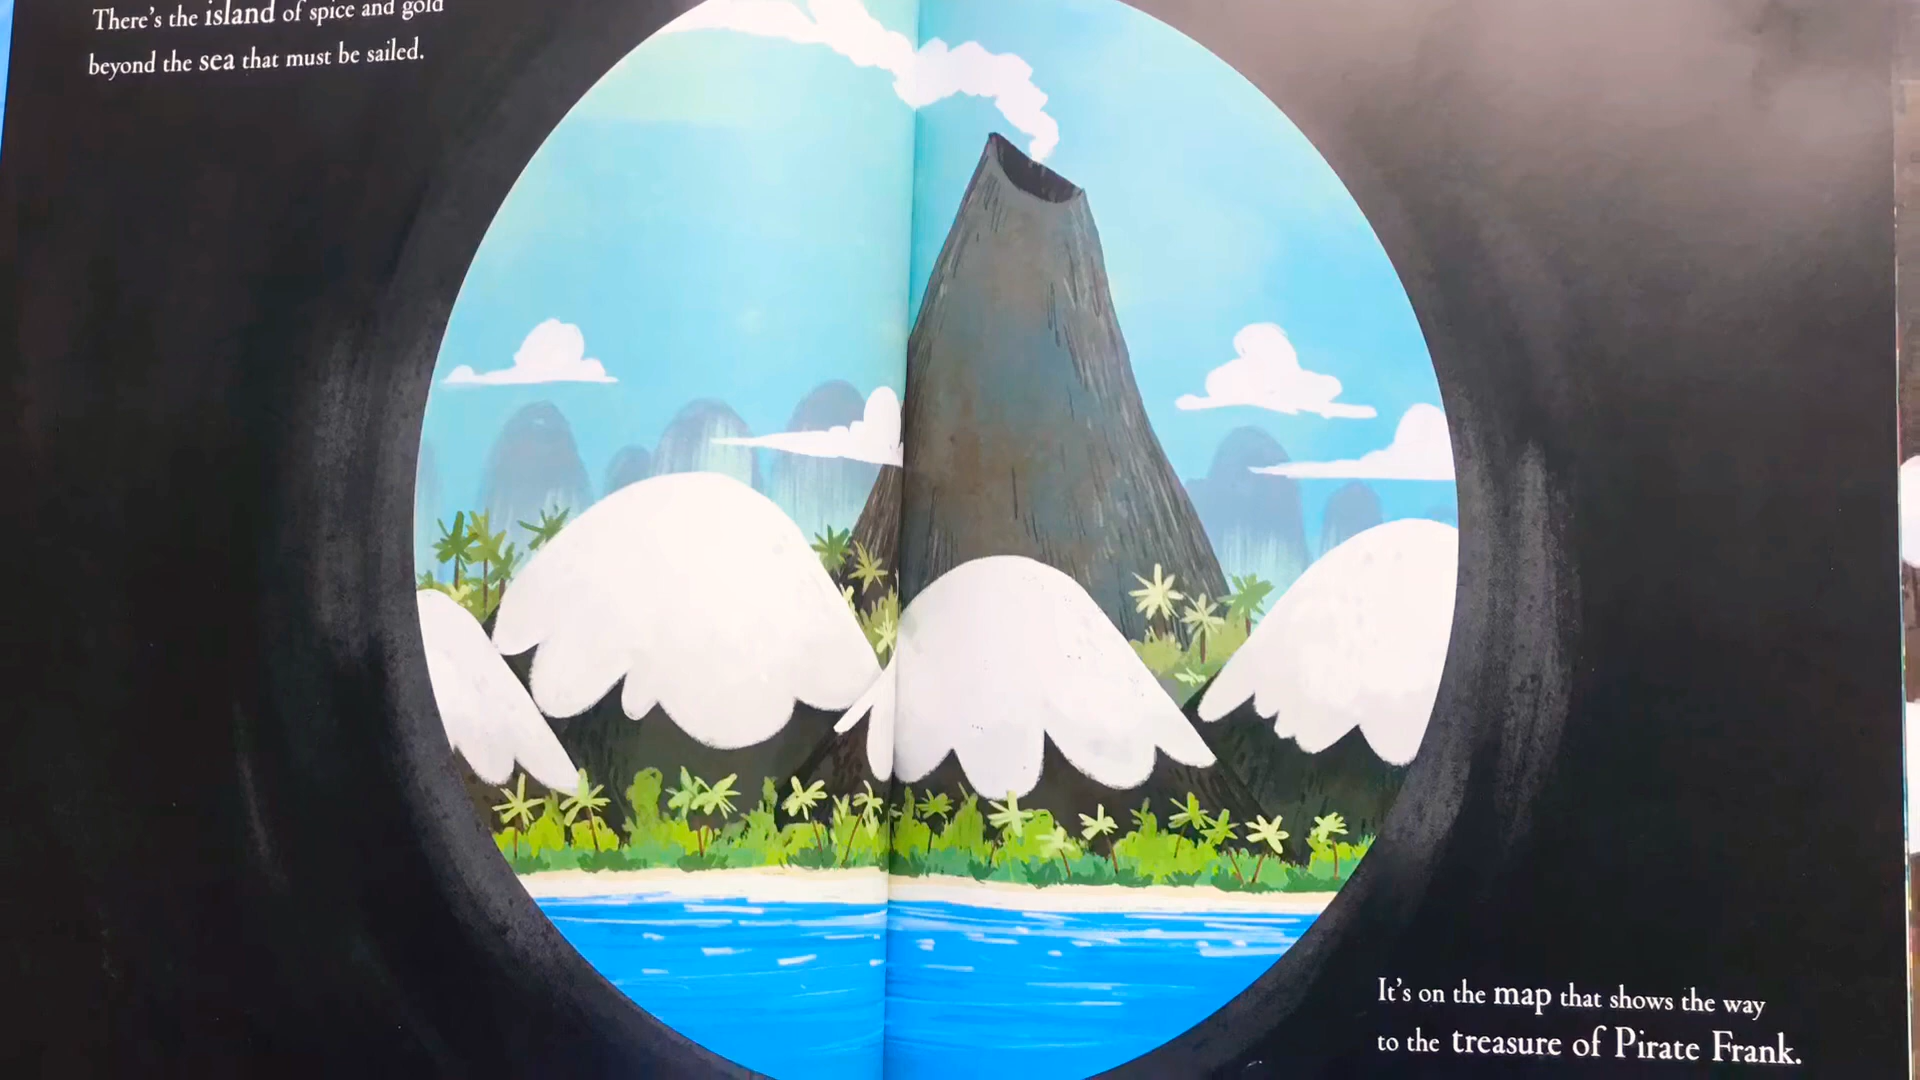 There's the island of spice and gold
beyond the sea that must be sailed.
It's on the map that shows the way
to the treasure of Pirate Frank.